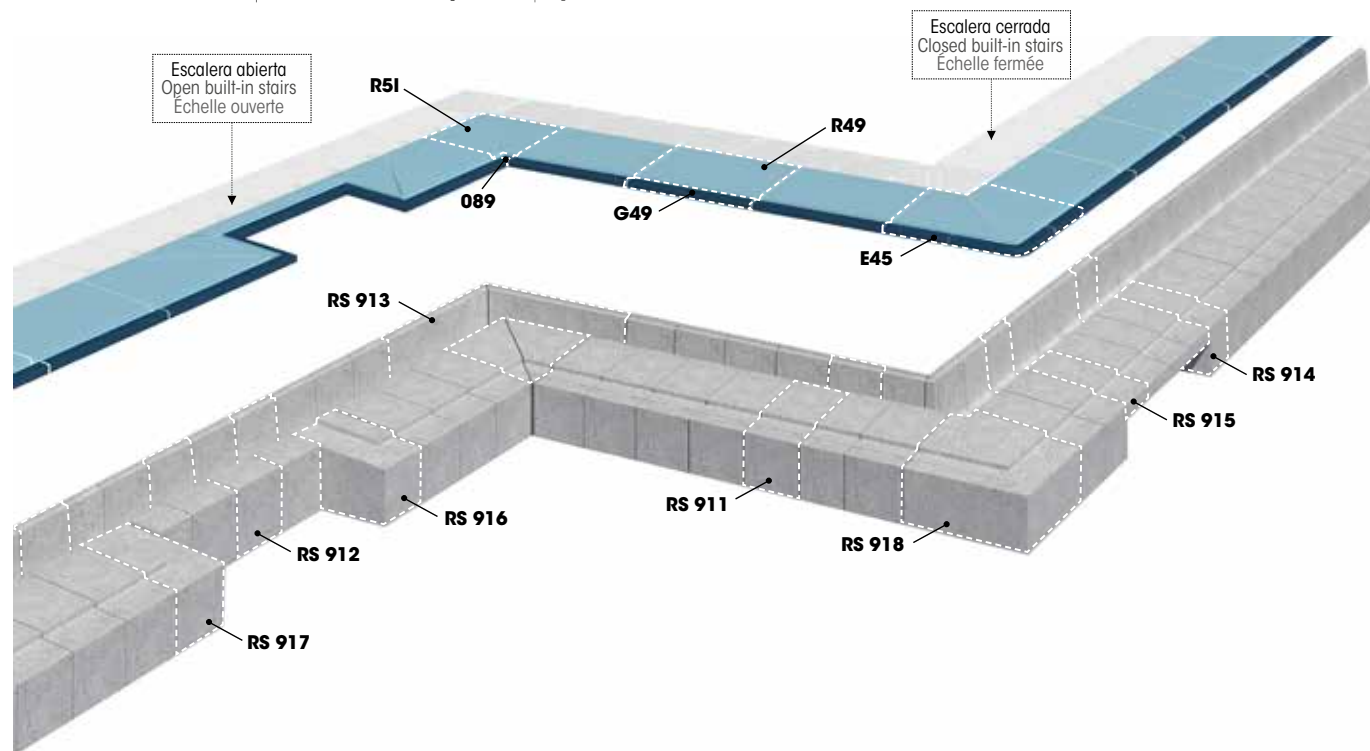 Escalera abierta
Open built-in stairs
Échelle ouverte
Escalera cerrada
Closed built-in stairs
Échelle fermée
R5I
R49
089
G49
E45
RS 913
RS 914
RS 915
RS 911
RS 916
RS 918
RS 912
RS 917